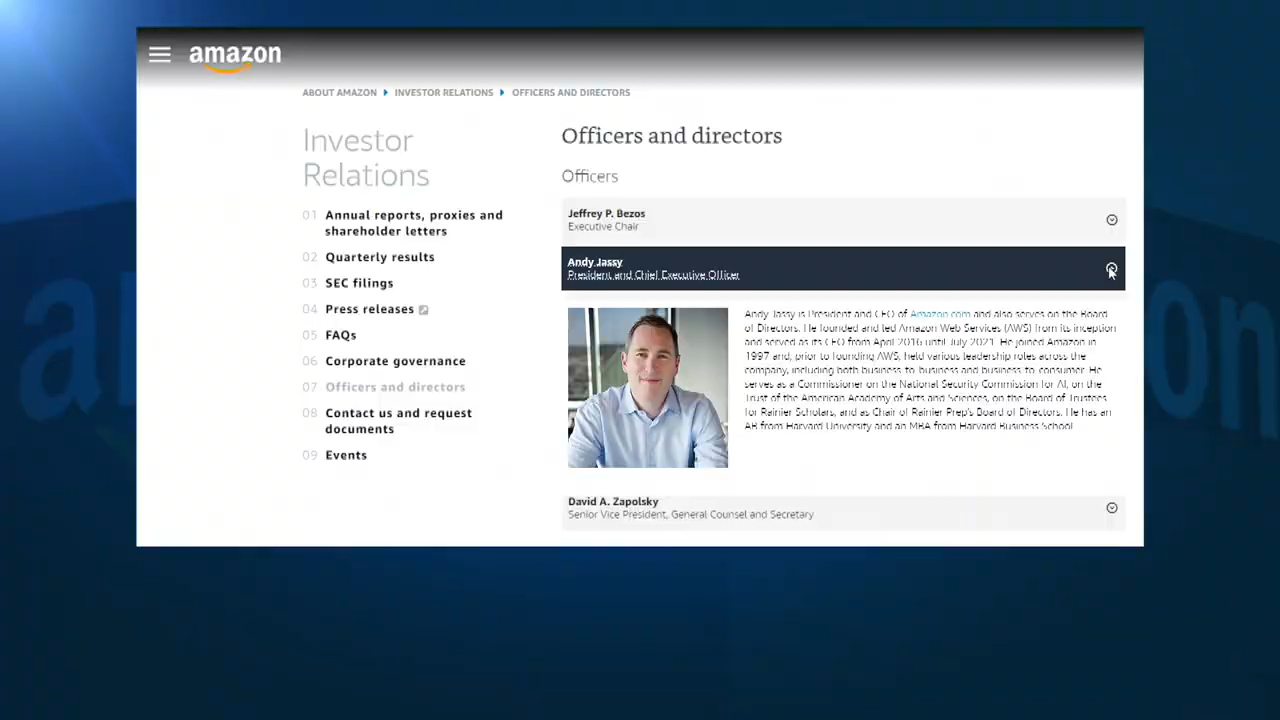 amazon
ABOUT AMAZON INVESTOR RELATIONS OFFICERS AND DIRECTORS
Investor
Relations
01 Annual reports, proxies and
shareholder letters
02 Quarterly results
03 SEC filings
04 Press releases
05 FAQs
06 Corporate governance
07 Officers and directors
08 Contact us and request
documents
09 Events
Officers and directors
Officers
Jeffrey P. Bezos
Executive Chair
Andy Jassy
President and Chief Executive Officer
Andy Jassy is President and CEO of Amazon.com and also serves on the Board
of Directors. He founded and led Amazon Web Services (AWS) from its inception
and served as its CEO from April 2016 until July 2021. He joined Amazon in
1997 and, prior to founding AWS, held various leadership roles across the
company, including both business-to-business and business-to-consumer. He
serves as a Commissioner on the National Security Commission for AI, on the
Trust of the American Academy of Arts and Sciences, on the Board of Trustees
for Rainier Scholars, and as Chair of Rainier Prep's Board of Directors. He has an
AB from Harvard University and an MBA from Harvard Business School
David A. Zapolsky
Senior Vice President, General Counsel and Secretary